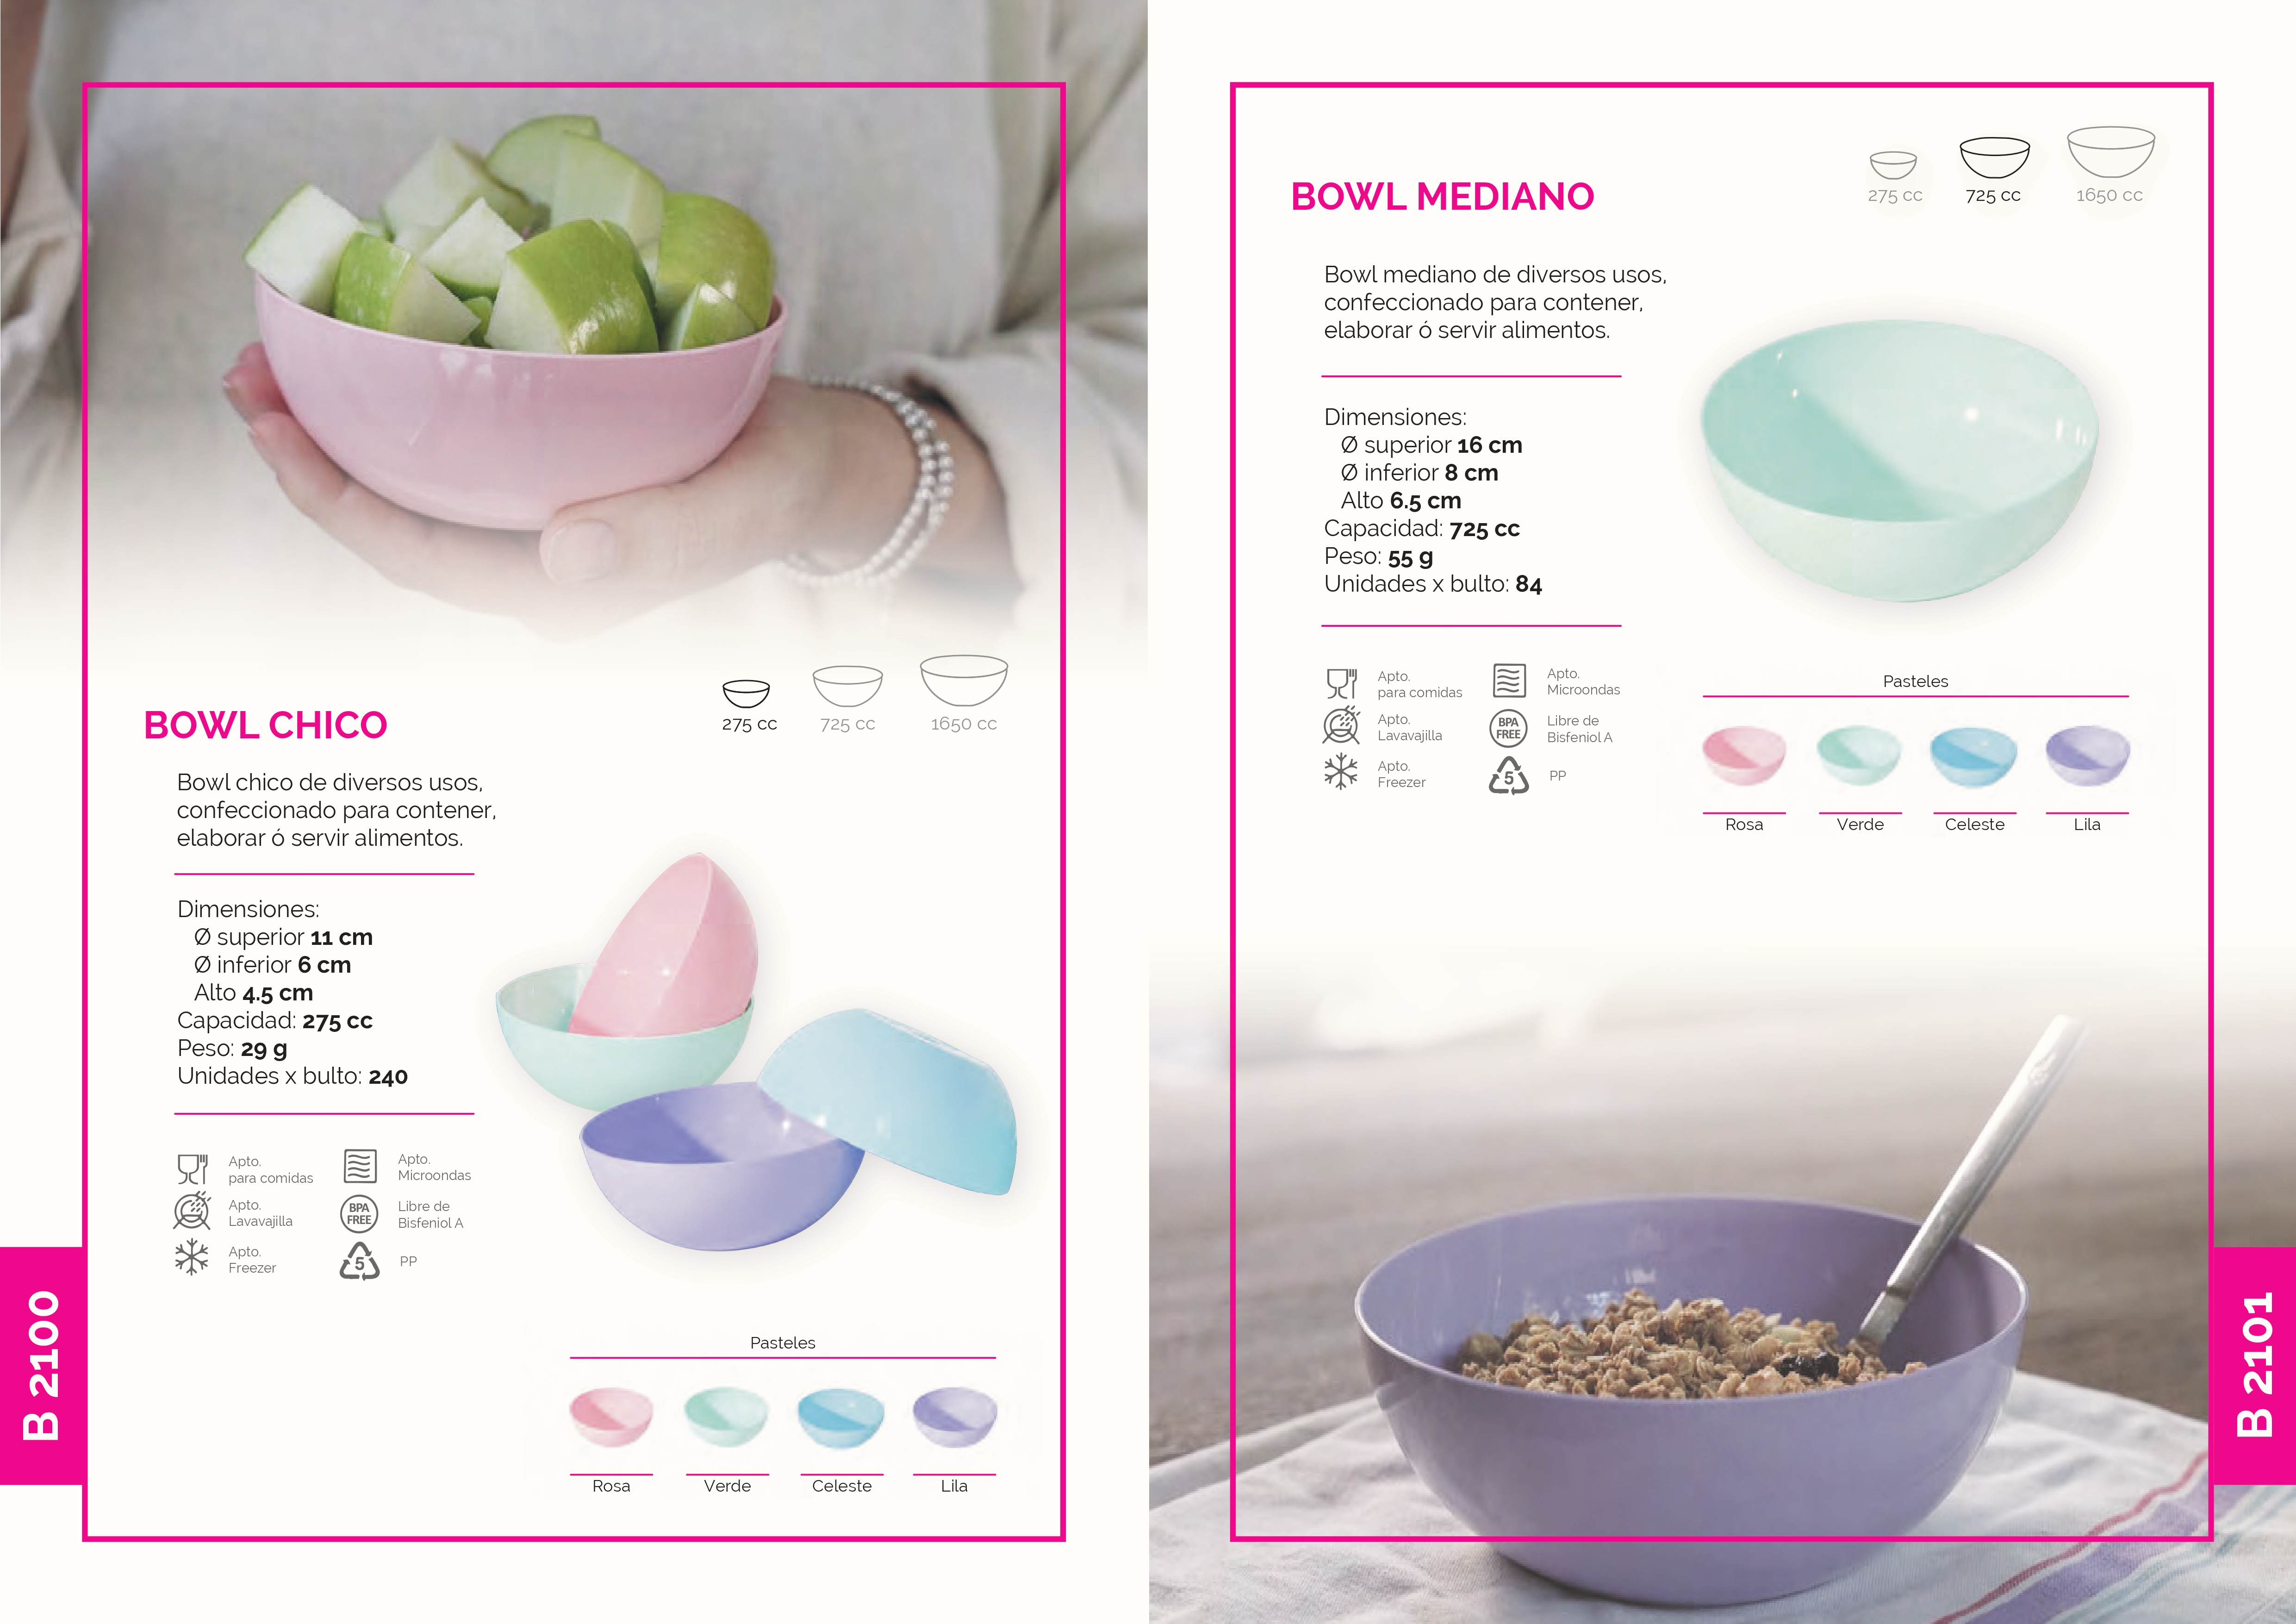 BOWL CHICO
275 cc
725 cc
1650 cc
Bowl chico de diversos usos,
confeccionado para contener,
elaborar ó servir alimentos.
Dimensiones:
Ø superior 11 cm
Ø inferior 6 cm
Alto 4.5 cm
Capacidad: 275 cc
Peso: 29 g
Unidades x bulto: 240
Apto.
para comidas
Apto.
Microondas
Apto.
Lavavajilla
BPA
FREE
Libre de
Bisfeniol A
Apto.
Freezer
5
PP
Pasteles
Rosa
Verde
Celeste
Lila
B 2100
BOWL MEDIANO
275 cc
725 cc
1650 cc
Bowl mediano de diversos usos,
confeccionado para contener,
elaborar ó servir alimentos.
Dimensiones:
Ø superior 16 cm
Ø inferior 8 cm
Alto 6.5 cm
Capacidad: 725 cc
Peso: 55 g
Unidades x bulto: 84
Apto.
para comidas
Apto.
Microondas
Apto.
Lavavajilla
BPA
FREE
Libre de
Bisfeniol A
Apto.
Freezer
5
PP
Pasteles
Rosa
Verde
Celeste
Lila
B 2101